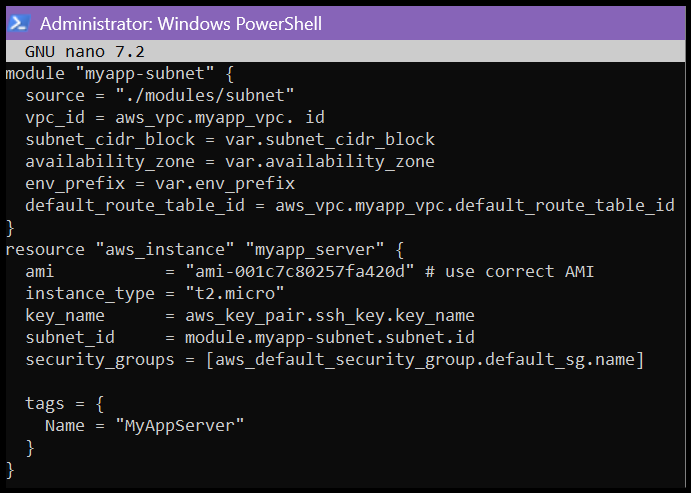 Administrator: Windows PowerShell
GNU nano 7.2
module "myapp-subnet" {
  source = "./modules/subnet"
  vpc_id = aws_vpc.myapp_vpc. id
  subnet_cidr_block = var.subnet_cidr_block
  availability_zone = var.availability_zone
  env_prefix = var.env_prefix
  default_route_table_id = aws_vpc.myapp_vpc.default_route_table_id
}
resource "aws_instance" "myapp_server" {
  ami           = "ami-001c7c80257fa420d" # use correct AMI
  instance_type = "t2.micro"
  key_name      = aws_key_pair.ssh_key.key_name
  subnet_id     = module.myapp-subnet.subnet.id
  security_groups = [aws_default_security_group.default_sg.name]

  tags = {
    Name = "MyAppServer"
  }
}